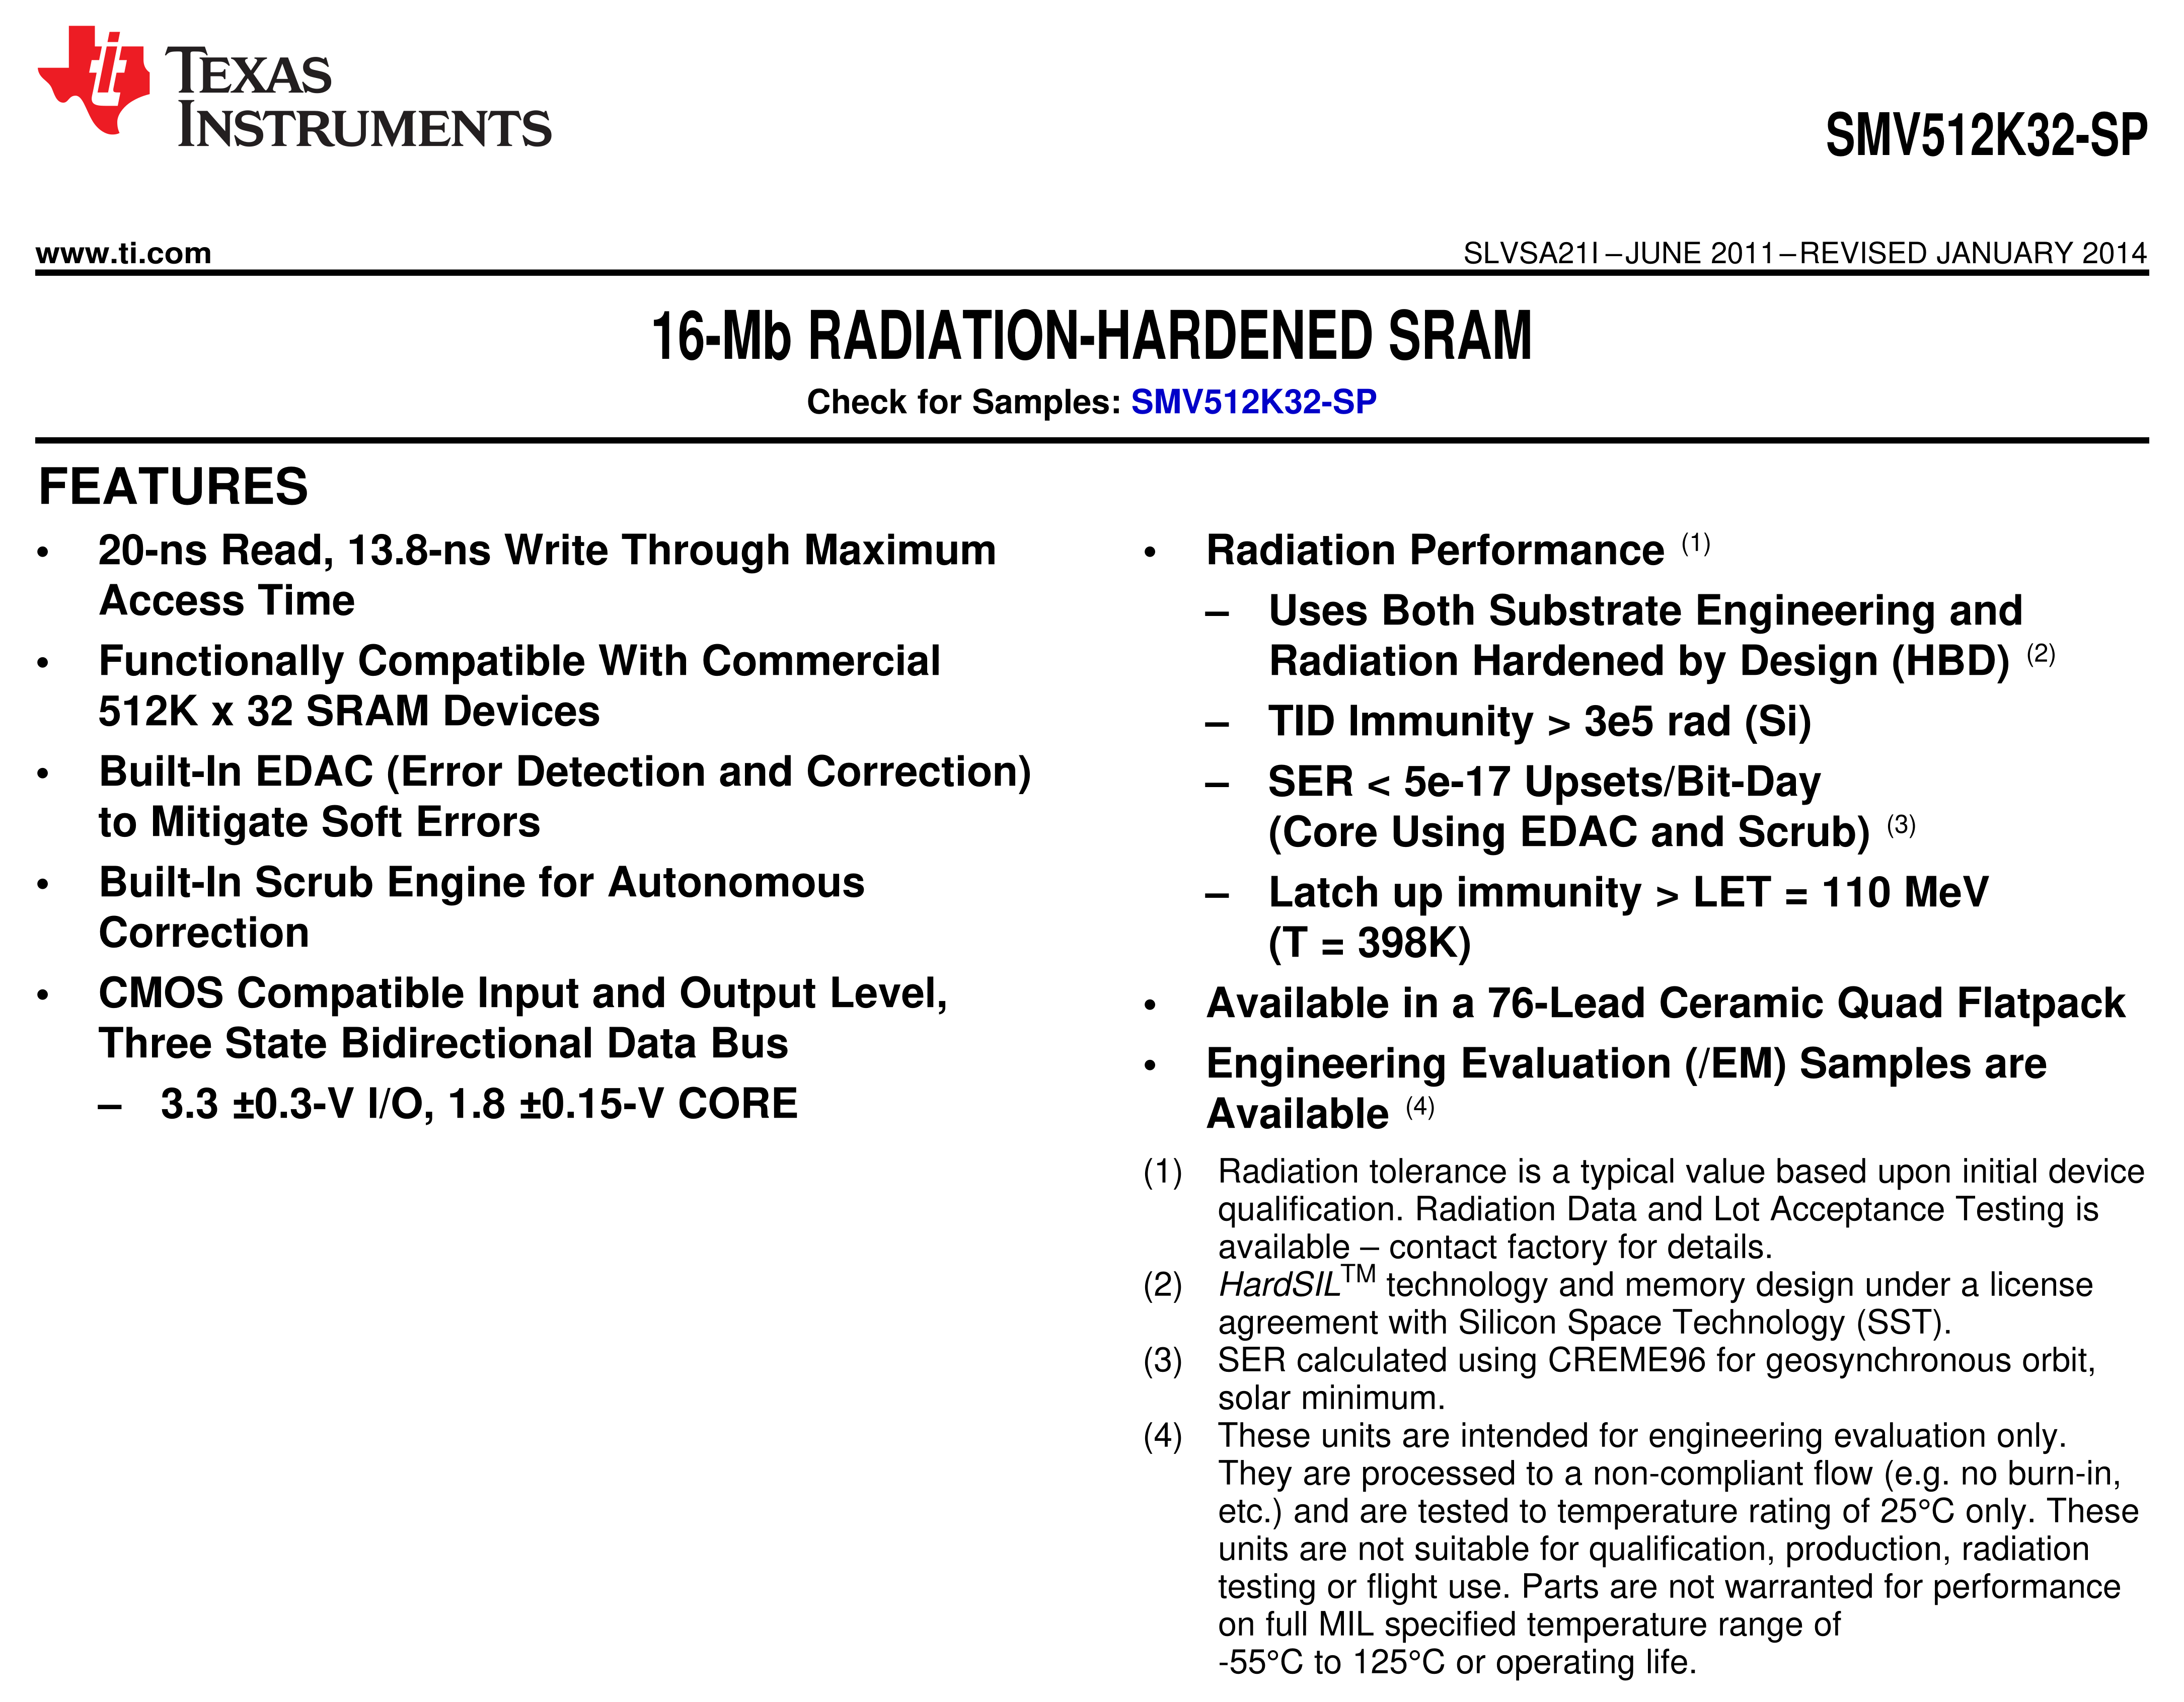 TEXAS
INSTRUMENTS
SMV512K32-SP
www.ti.com
SLVSA21I –JUNE 2011–REVISED JANUARY 2014
16-Mb RADIATION-HARDENED SRAM
Check for Samples: SMV512K32-SP
FEATURES
• 20-ns Read, 13.8-ns Write Through Maximum
Access Time
• Functionally Compatible With Commercial
512K x 32 SRAM Devices
• Built-In EDAC (Error Detection and Correction)
to Mitigate Soft Errors
• Built-In Scrub Engine for Autonomous
Correction
• CMOS Compatible Input and Output Level,
Three State Bidirectional Data Bus
– 3.3 ±0.3-V I/O, 1.8 ±0.15-V CORE
• Radiation Performance (1)
– Uses Both Substrate Engineering and
Radiation Hardened by Design (HBD) (2)
– TID Immunity > 3e5 rad (Si)
– SER < 5e-17 Upsets/Bit-Day
(Core Using EDAC and Scrub) (3)
– Latch up immunity > LET = 110 MeV
(T = 398K)
• Available in a 76-Lead Ceramic Quad Flatpack
• Engineering Evaluation (/EM) Samples are
Available (4)
(1) Radiation tolerance is a typical value based upon initial device
qualification. Radiation Data and Lot Acceptance Testing is
available – contact factory for details.
(2) HardSIL™ technology and memory design under a license
agreement with Silicon Space Technology (SST).
(3) SER calculated using CREME96 for geosynchronous orbit,
solar minimum.
(4) These units are intended for engineering evaluation only.
They are processed to a non-compliant flow (e.g. no burn-in,
etc.) and are tested to temperature rating of 25°C only. These
units are not suitable for qualification, production, radiation
testing or flight use. Parts are not warranted for performance
on full MIL specified temperature range of
-55°C to 125°C or operating life.